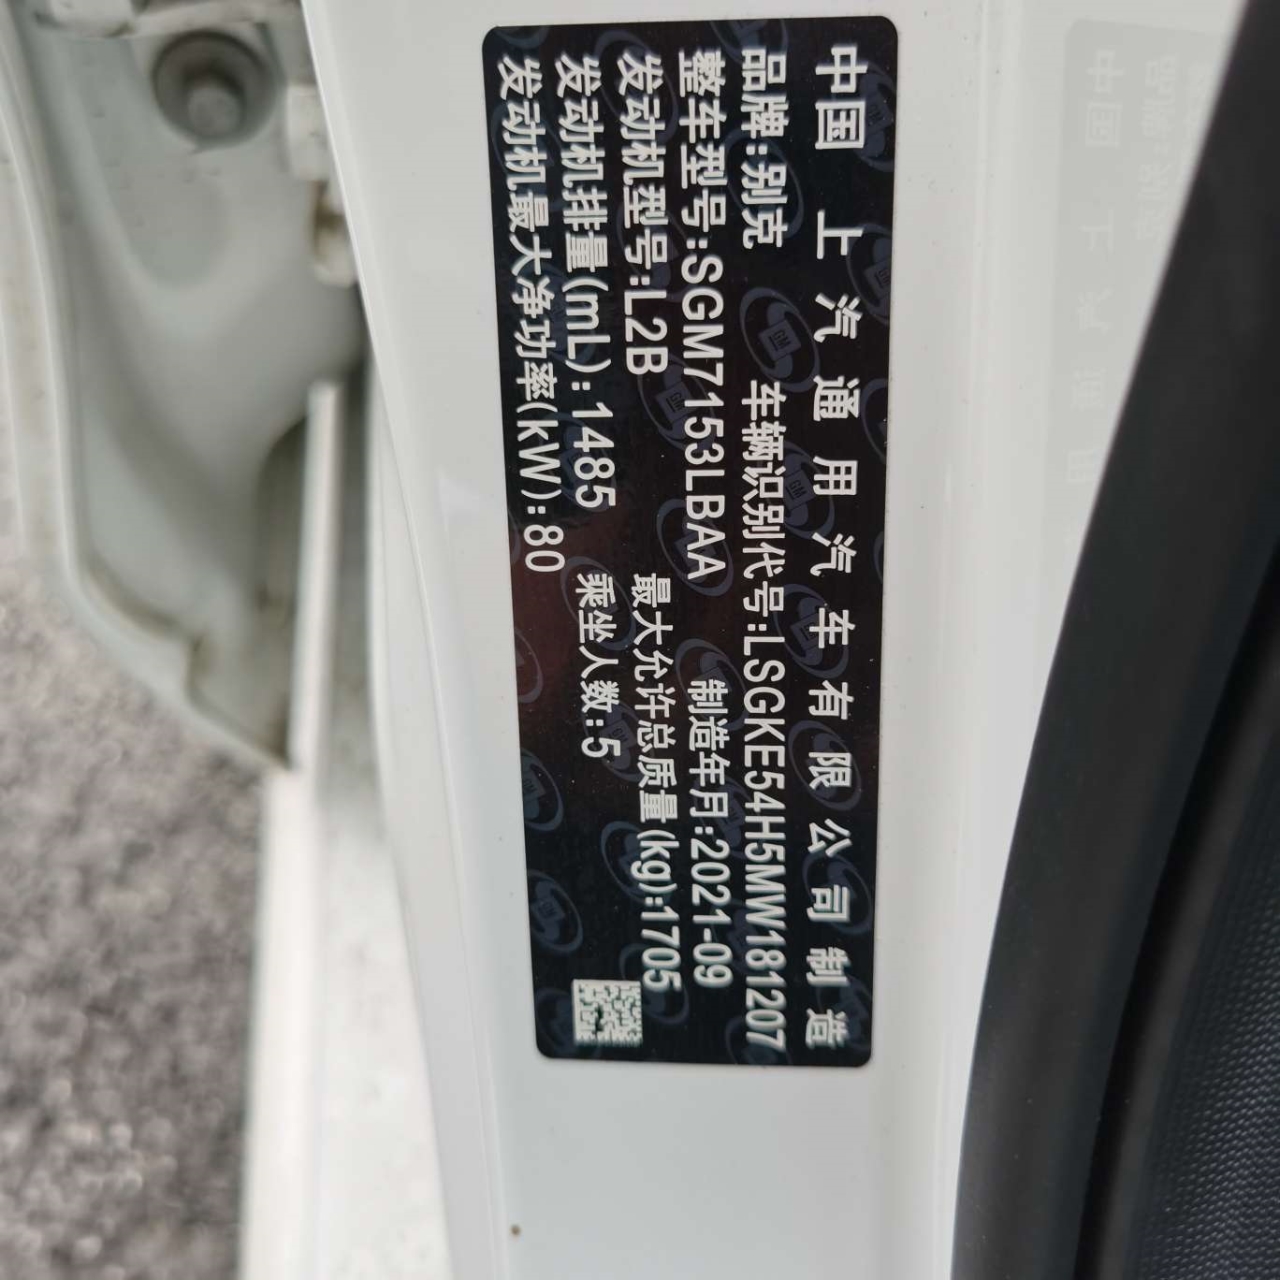 中国 上汽通用汽车有限公司制造
品牌:别克 车辆识别代号:LSGKE54H5MW181207
整车型号:SGM7153LBAA 制造年月:2021-09
发动机型号:L2B 最大允许总质量(kg):1705
发动机排量(mL):1485 乘坐人数:5
发动机最大净功率(kW):80